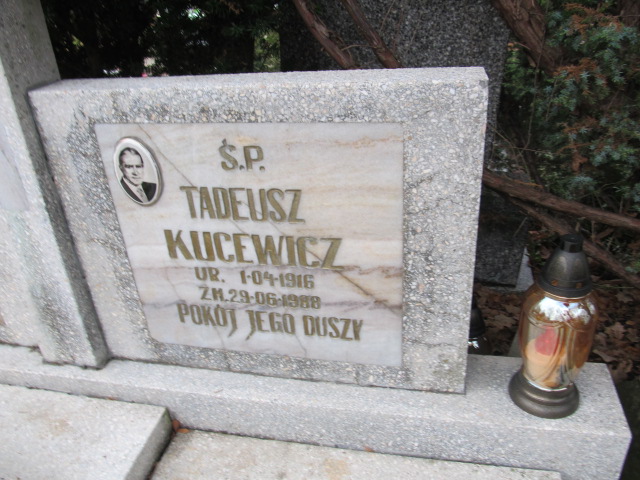 Ś.P.
TADEUSZ
KUCEWICZ
UR. 1-04-1916
ZM. 29-06-1988
POKÓJ JEGO DUSZY